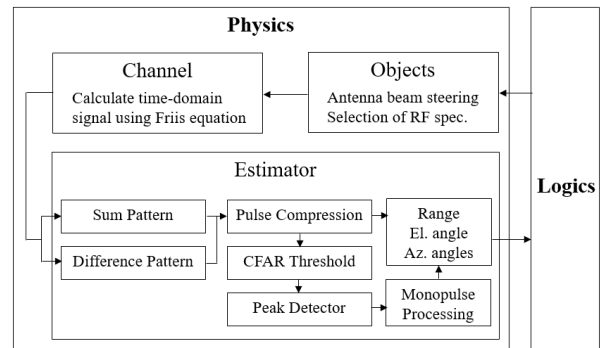 Physics
Channel
Calculate time-domain
signal using Friis equation
Objects
Antenna beam steering
Selection of RF spec.
Logics
Estimator
Sum Pattern
Difference Pattern
Pulse Compression
CFAR Threshold
Peak Detector
Range
El. angle
Az. angles
Monopulse
Processing